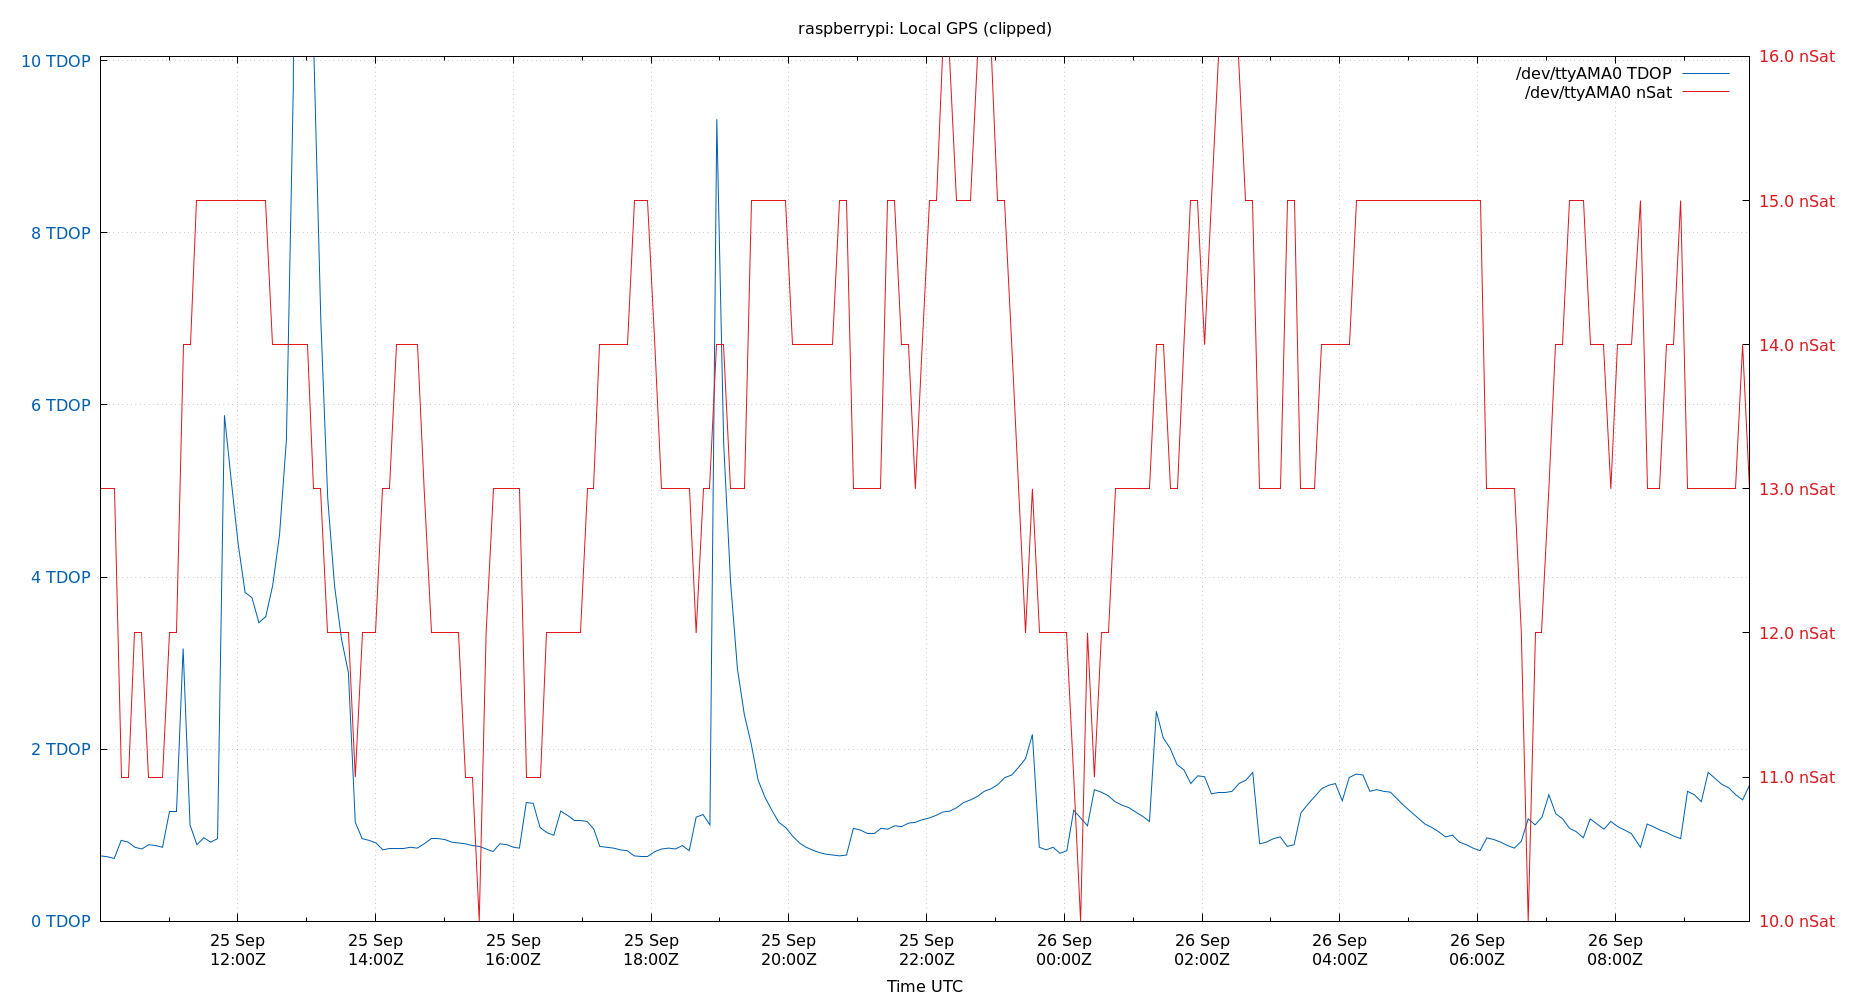 raspberrypi: Local GPS (clipped)
10 TDOP
8 TDOP
6 TDOP
4 TDOP
2 TDOP
0 TDOP
16.0 nSat
15.0 nSat
14.0 nSat
13.0 nSat
12.0 nSat
11.0 nSat
10.0 nSat
/dev/ttyAMA0 TDOP
/dev/ttyAMA0 nSat
25 Sep
12:00Z
25 Sep
14:00Z
25 Sep
16:00Z
25 Sep
18:00Z
25 Sep
20:00Z
25 Sep
22:00Z
26 Sep
00:00Z
26 Sep
02:00Z
26 Sep
04:00Z
26 Sep
06:00Z
26 Sep
08:00Z
Time UTC